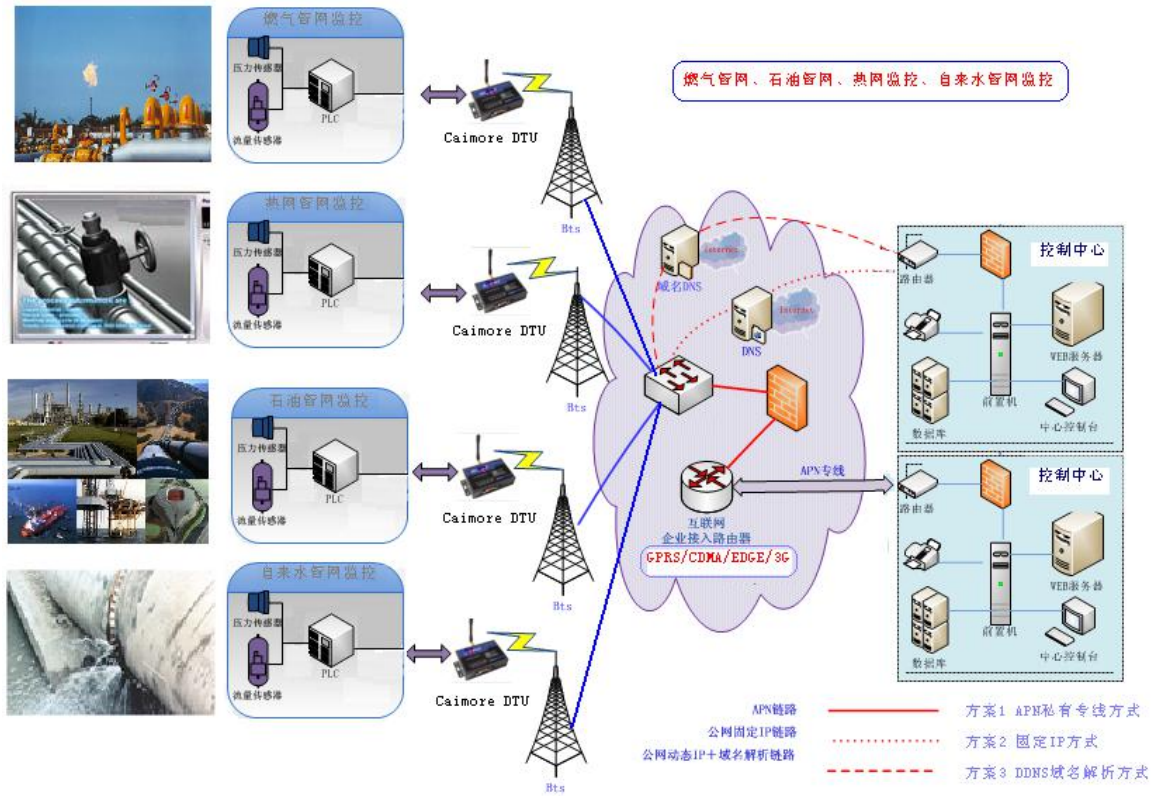 燃气管网监控
压力传感器
流量传感器
PLC
Caimore DTU
Bts
燃气管网、石油管网、热网监控、自来水管网监控
热网管网监控
压力传感器
流量传感器
PLC
Caimore DTU
Bts
石油管网监控
压力传感器
流量传感器
PLC
Caimore DTU
Bts
自来水管网监控
压力传感器
流量传感器
PLC
Caimore DTU
Bts
Internet
域名DNS
Internet
DNS
APN专线
互联网
企业接入路由器
GPRS/CDMA/EDGE/3G
控制中心
路由器
WEB服务器
前置机
数据库
中心控制台
控制中心
路由器
WEB服务器
前置机
数据库
中心控制台
APN链路
方案1 APN私有专线方式
公网固定IP链路
方案2 固定IP方式
公网动态IP+域名解析链路
方案3 DDNS域名解析方式